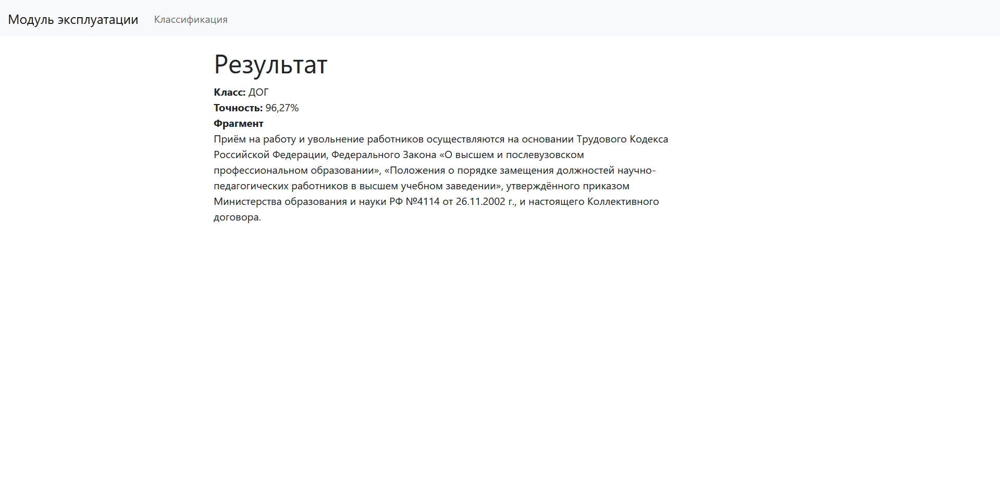 Модуль эксплуатации Классификация
Результат
Класс: ДОГ
Точность: 96,27%
Фрагмент
Приём на работу и увольнение работников осуществляются на основании Трудового Кодекса
Российской Федерации, Федерального Закона «О высшем и послевузовском
профессиональном образовании», «Положения о порядке замещения должностей научно-
педагогических работников в высшем учебном заведении», утверждённого приказом
Министерства образования и науки РФ №4114 от 26.11.2002 г., и настоящего Коллективного
договора.